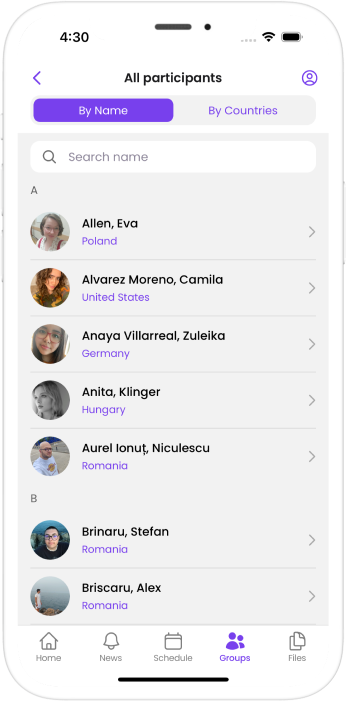 4:30
All participants
By Name
By Countries
Search name
A
Allen, Eva
Poland
Alvarez Moreno, Camila
United States
Anaya Villarreal, Zuleika
Germany
Anita, Klinger
Hungary
Aurel Ionuț, Niculescu
Romania
B
Brinaru, Stefan
Romania
Briscaru, Alex
Romania
Home
News
Schedule
Groups
Files